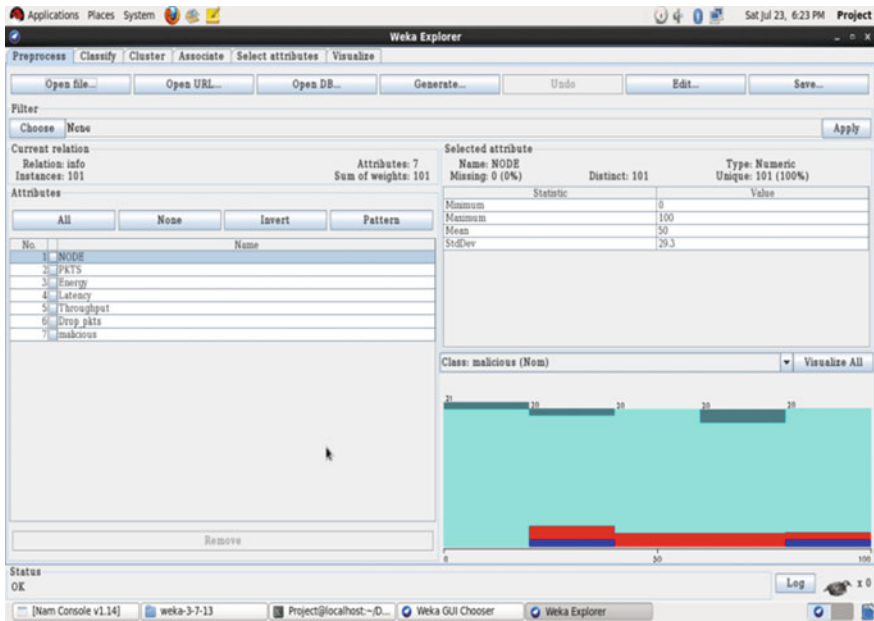 Applications Places System Sat Jul 23, 6:23 PM Project
Weka Explorer
Preprocess Classify Cluster Associate Select attributes Visualize
Open file... Open URL... Open DB... Generate... Undo Edit... Save...
Filter
Choose None Apply
Current relation
Relation: info Attributes: 7
Instances: 101 Sum of weights: 101
Selected attribute
Name: NODE Type: Numeric
Missing: 0 (0%) Distinct: 101 Unique: 101 (100%)
Attributes
All None Invert Pattern
Statistic Value
Minimum 0
Maximum 100
Mean 50
StdDev 29.3
No. Name
1 NODE
2 PKTS
3 Energy
4 Latency
5 Throughput
6 Drop_pkts
7 malicious
Class: malicious (Nom) Visualize All
21 20 20 20 20
0 50 100
Remove
Status
OK Log x 0
[Nam Console v1.14] weka-3-7-13 Project@localhost:~/D... Weka GUI Chooser Weka Explorer